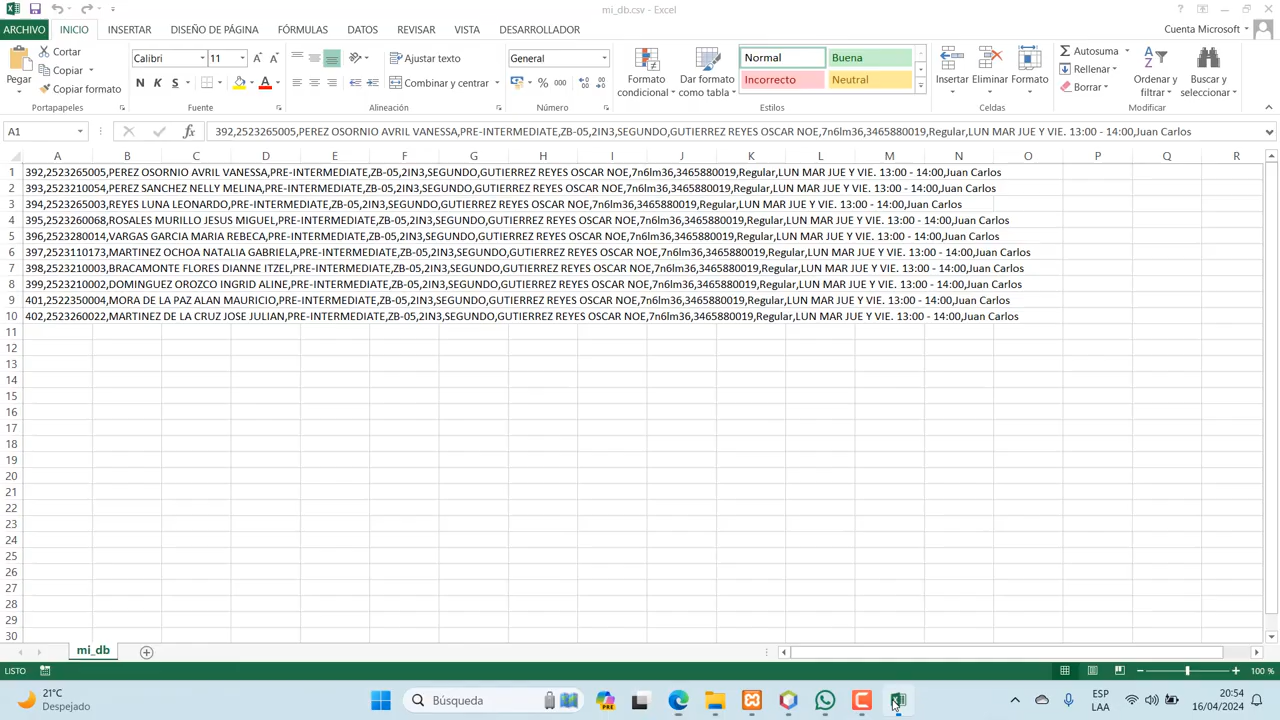 mi_db.csv - Excel
ARCHIVO INICIO INSERTAR DISEÑO DE PÁGINA FÓRMULAS DATOS REVISAR VISTA DESARROLLADOR Cuenta Microsoft
Pegar Cortar Copiar Copiar formato
Calibri 11
N K S
Ajustar texto
Combinar y centrar
General
% 000
Formato condicional
Dar formato como tabla
Normal Buena
Incorrecto Neutral
Insertar Eliminar Formato
Autosuma
Rellenar
Borrar
Ordenar y filtrar
Buscar y seleccionar
Portapapeles Fuente Alineación Número Estilos Celdas Modificar
A1 fx 392,2523265005,PEREZ OSORNIO AVRIL VANESSA,PRE-INTERMEDIATE,ZB-05,2IN3,SEGUNDO,GUTIERREZ REYES OSCAR NOE,7n6lm36,3465880019,Regular,LUN MAR JUE Y VIE. 13:00 - 14:00,Juan Carlos
A B C D E F G H I J K L M N O P Q R
1 392,2523265005,PEREZ OSORNIO AVRIL VANESSA,PRE-INTERMEDIATE,ZB-05,2IN3,SEGUNDO,GUTIERREZ REYES OSCAR NOE,7n6lm36,3465880019,Regular,LUN MAR JUE Y VIE. 13:00 - 14:00,Juan Carlos
2 393,2523210054,PEREZ SANCHEZ NELLY MELINA,PRE-INTERMEDIATE,ZB-05,2IN3,SEGUNDO,GUTIERREZ REYES OSCAR NOE,7n6lm36,3465880019,Regular,LUN MAR JUE Y VIE. 13:00 - 14:00,Juan Carlos
3 394,2523265003,REYES LUNA LEONARDO,PRE-INTERMEDIATE,ZB-05,2IN3,SEGUNDO,GUTIERREZ REYES OSCAR NOE,7n6lm36,3465880019,Regular,LUN MAR JUE Y VIE. 13:00 - 14:00,Juan Carlos
4 395,2523260068,ROSALES MURILLO JESUS MIGUEL,PRE-INTERMEDIATE,ZB-05,2IN3,SEGUNDO,GUTIERREZ REYES OSCAR NOE,7n6lm36,3465880019,Regular,LUN MAR JUE Y VIE. 13:00 - 14:00,Juan Carlos
5 396,2523280014,VARGAS GARCIA MARIA REBECA,PRE-INTERMEDIATE,ZB-05,2IN3,SEGUNDO,GUTIERREZ REYES OSCAR NOE,7n6lm36,3465880019,Regular,LUN MAR JUE Y VIE. 13:00 - 14:00,Juan Carlos
6 397,2523110173,MARTINEZ OCHOA NATALIA GABRIELA,PRE-INTERMEDIATE,ZB-05,2IN3,SEGUNDO,GUTIERREZ REYES OSCAR NOE,7n6lm36,3465880019,Regular,LUN MAR JUE Y VIE. 13:00 - 14:00,Juan Carlos
7 398,2523210003,BRACAMONTE FLORES DIANNE ITZEL,PRE-INTERMEDIATE,ZB-05,2IN3,SEGUNDO,GUTIERREZ REYES OSCAR NOE,7n6lm36,3465880019,Regular,LUN MAR JUE Y VIE. 13:00 - 14:00,Juan Carlos
8 399,2523210002,DOMINGUEZ OROZCO INGRID ALINE,PRE-INTERMEDIATE,ZB-05,2IN3,SEGUNDO,GUTIERREZ REYES OSCAR NOE,7n6lm36,3465880019,Regular,LUN MAR JUE Y VIE. 13:00 - 14:00,Juan Carlos
9 401,2522350004,MORA DE LA PAZ ALAN MAURICIO,PRE-INTERMEDIATE,ZB-05,2IN3,SEGUNDO,GUTIERREZ REYES OSCAR NOE,7n6lm36,3465880019,Regular,LUN MAR JUE Y VIE. 13:00 - 14:00,Juan Carlos
10 402,2523260022,MARTINEZ DE LA CRUZ JOSE JULIAN,PRE-INTERMEDIATE,ZB-05,2IN3,SEGUNDO,GUTIERREZ REYES OSCAR NOE,7n6lm36,3465880019,Regular,LUN MAR JUE Y VIE. 13:00 - 14:00,Juan Carlos
11
12
13
14
15
16
17
18
19
20
21
22
23
24
25
26
27
28
29
30
mi_db
LISTO 100 %
21°C
Despejado
Búsqueda
ESP
LAA
20:54
16/04/2024